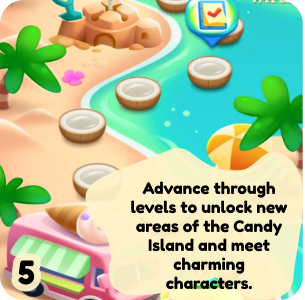 Advance through
levels to unlock new
areas of the Candy
Island and meet
charming
characters.
5